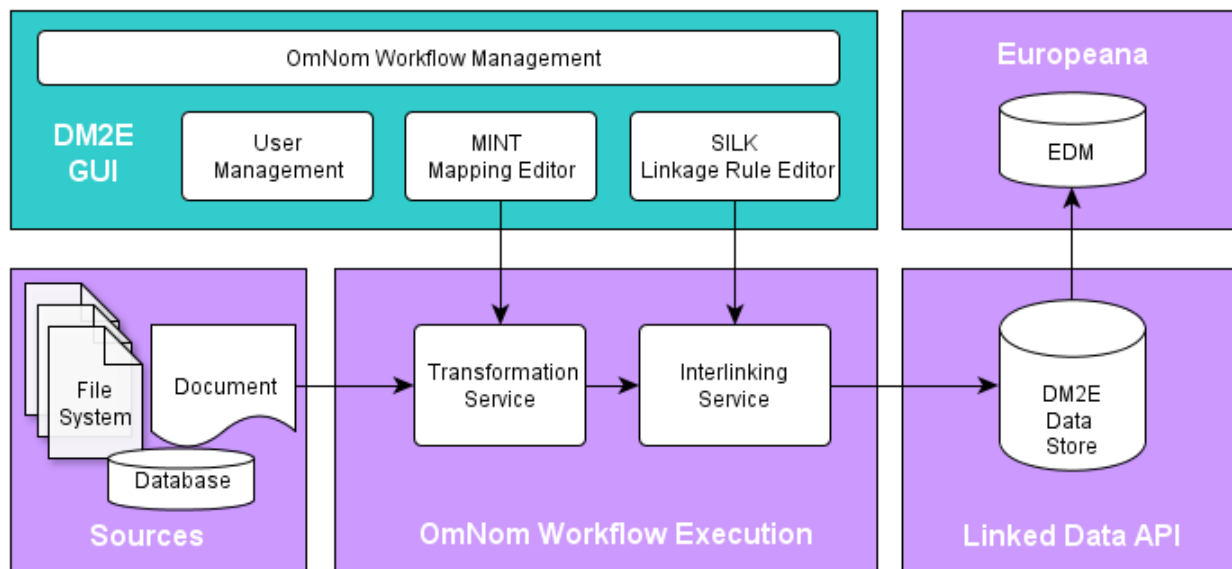 OmNom Workflow Management
DM2E
GUI
User
Management
MINT
Mapping Editor
SILK
Linkage Rule Editor
Europeana
EDM
File
System
Document
Database
Sources
Transformation
Service
Interlinking
Service
OmNom Workflow Execution
DM2E
Data
Store
Linked Data API